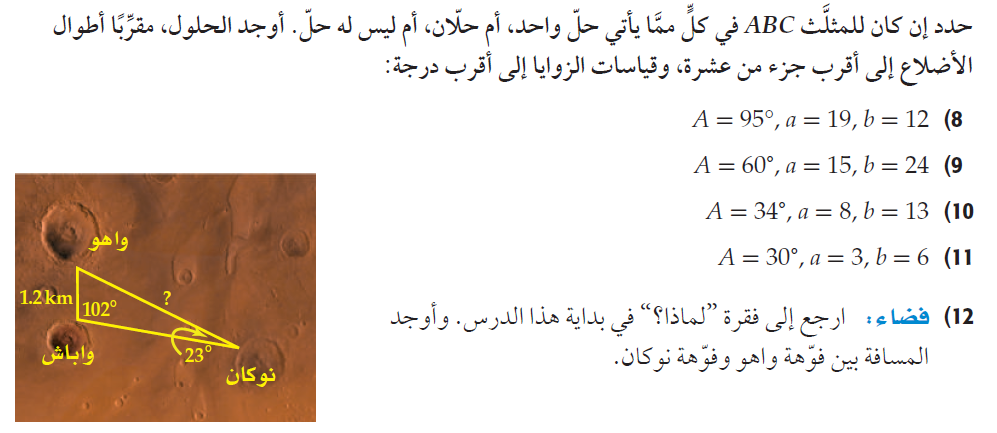 حدد إن كان للمثلَّث ABC في كلٍّ ممَّا يأتي حلّ واحد، أم حلّان، أم ليس له حلّ. أوجد الحلول، مقرِّبًا أطوال
الأضلاع إلى أقرب جزء من عشرة، وقياسات الزوايا إلى أقرب درجة:
8) A = 95°, a = 19, b = 12
9) A = 60°, a = 15, b = 24
10) A = 34°, a = 8, b = 13
11) A = 30°, a = 3, b = 6
12) فضاء: ارجع إلى فقرة "لماذا؟" في بداية هذا الدرس. وأوجد
المسافة بين فوّهة واهو وفوّهة نوكان.
واهو
1.2 km
102°
?
واباش
23°
نوكان